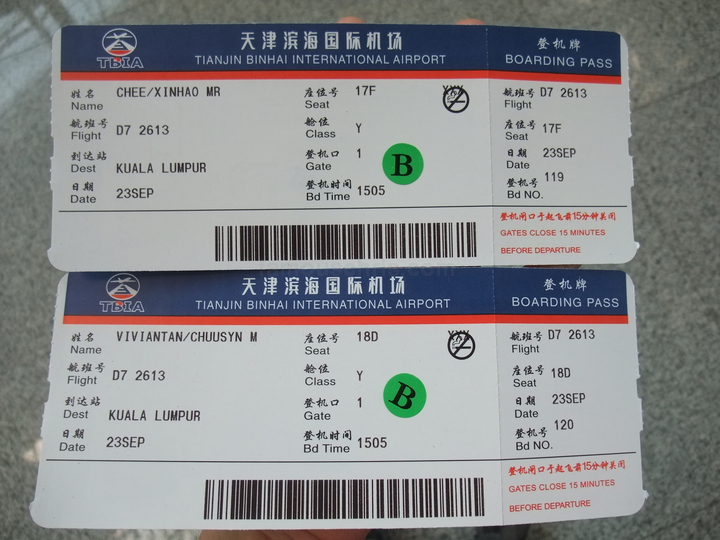 天津滨海国际机场
TIANJIN BINHAI INTERNATIONAL AIRPORT
登机牌
BOARDING PASS
TBIA
姓名 Name CHEE/XINHAO MR
座位号 Seat 17F
XYX
航班号 Flight D7 2613
舱位 Class Y
到达站 Dest KUALA LUMPUR
登机口 Gate 1
B
日期 Date 23SEP
登机时间 Bd Time 1505
航班号 Flight D7 2613
座位号 Seat 17F
日期 Date 23SEP
登机号 Bd NO. 119
登机闸口于起飞前15分钟关闭
GATES CLOSE 15 MINUTES
BEFORE DEPARTURE
天津滨海国际机场
TIANJIN BINHAI INTERNATIONAL AIRPORT
登机牌
BOARDING PASS
TBIA
姓名 Name VIVIANTAN/CHUUSYN M
座位号 Seat 18D
航班号 Flight D7 2613
舱位 Class Y
到达站 Dest KUALA LUMPUR
登机口 Gate 1
B
日期 Date 23SEP
登机时间 Bd Time 1505
航班号 Flight D7 2613
座位号 Seat 18D
日期 Date 23SEP
登机号 Bd NO. 120
登机闸口于起飞前15分钟关闭
GATES CLOSE 15 MINUTES
BEFORE DEPARTURE